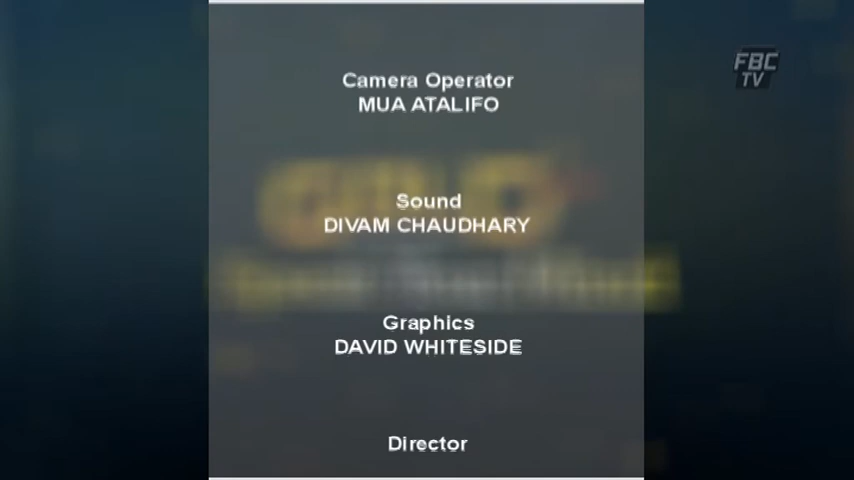 FBC
TV
Camera Operator
MUA ATALIFO
Sound
DIVAM CHAUDHARY
Graphics
DAVID WHITESIDE
Director